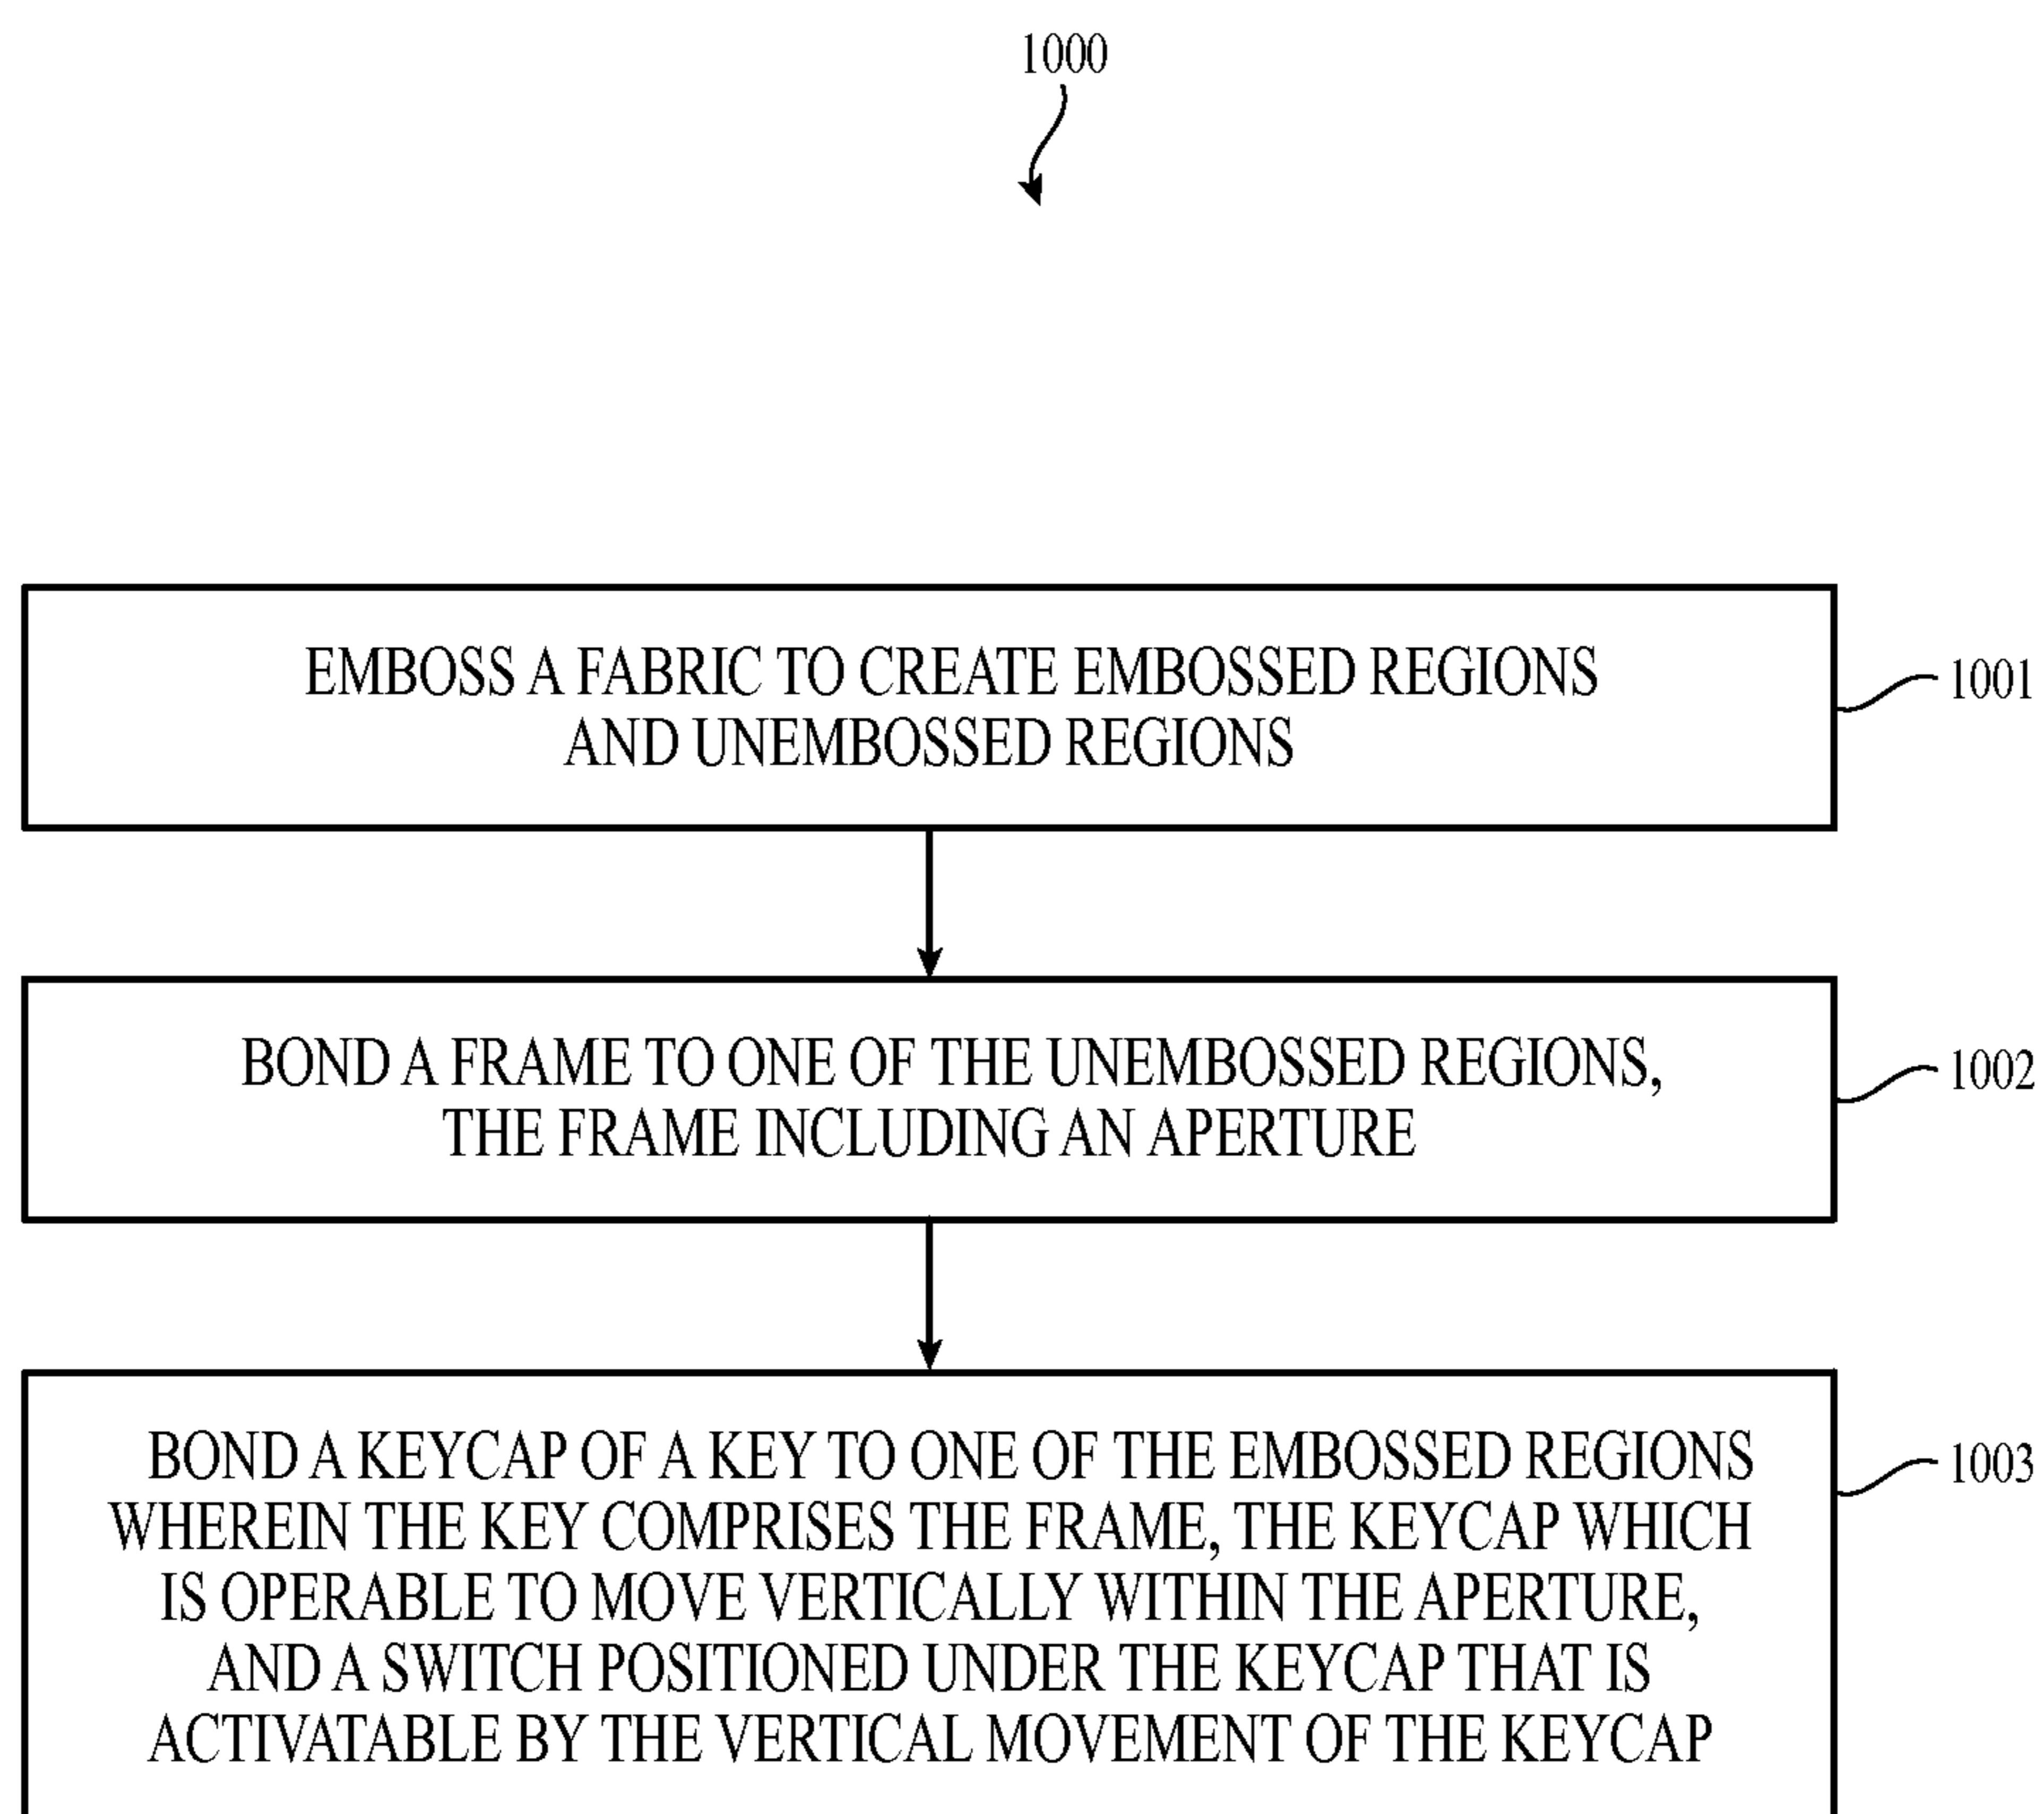 1000
EMBOSS A FABRIC TO CREATE EMBOSSED REGIONS
AND UNEMBOSSED REGIONS
1001
BOND A FRAME TO ONE OF THE UNEMBOSSED REGIONS,
THE FRAME INCLUDING AN APERTURE
1002
BOND A KEYCAP OF A KEY TO ONE OF THE EMBOSSED REGIONS
WHEREIN THE KEY COMPRISES THE FRAME, THE KEYCAP WHICH
IS OPERABLE TO MOVE VERTICALLY WITHIN THE APERTURE,
AND A SWITCH POSITIONED UNDER THE KEYCAP THAT IS
ACTIVATABLE BY THE VERTICAL MOVEMENT OF THE KEYCAP
1003